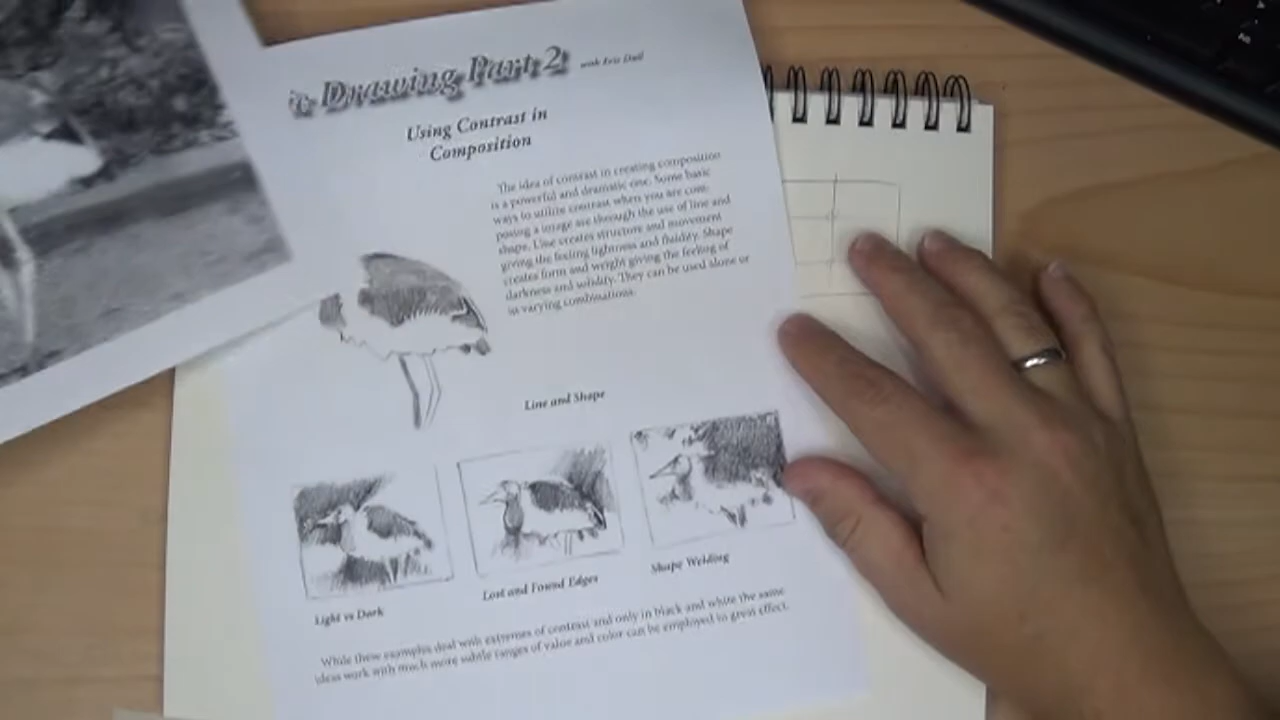 Drawing Part 2 with Eric Dail
Using Contrast in
Composition
The idea of contrast in creating composition
is a powerful and dramatic one. Some basic
ways to utilize contrast when you are com-
posing a image are through the use of line and
shape. Line creates structure and movement
giving the feeling lightness and fluidity. Shape
creates form and weight giving the feeling of
darkness and solidity. They can be used alone or
in varying combinations.
Line and Shape
Light vs Dark
Lost and Found Edges
Shape Welding
While these examples deal with extremes of contrast and only in black and white the same
ideas work with much more subtle ranges of value and color can be employed to great effect.